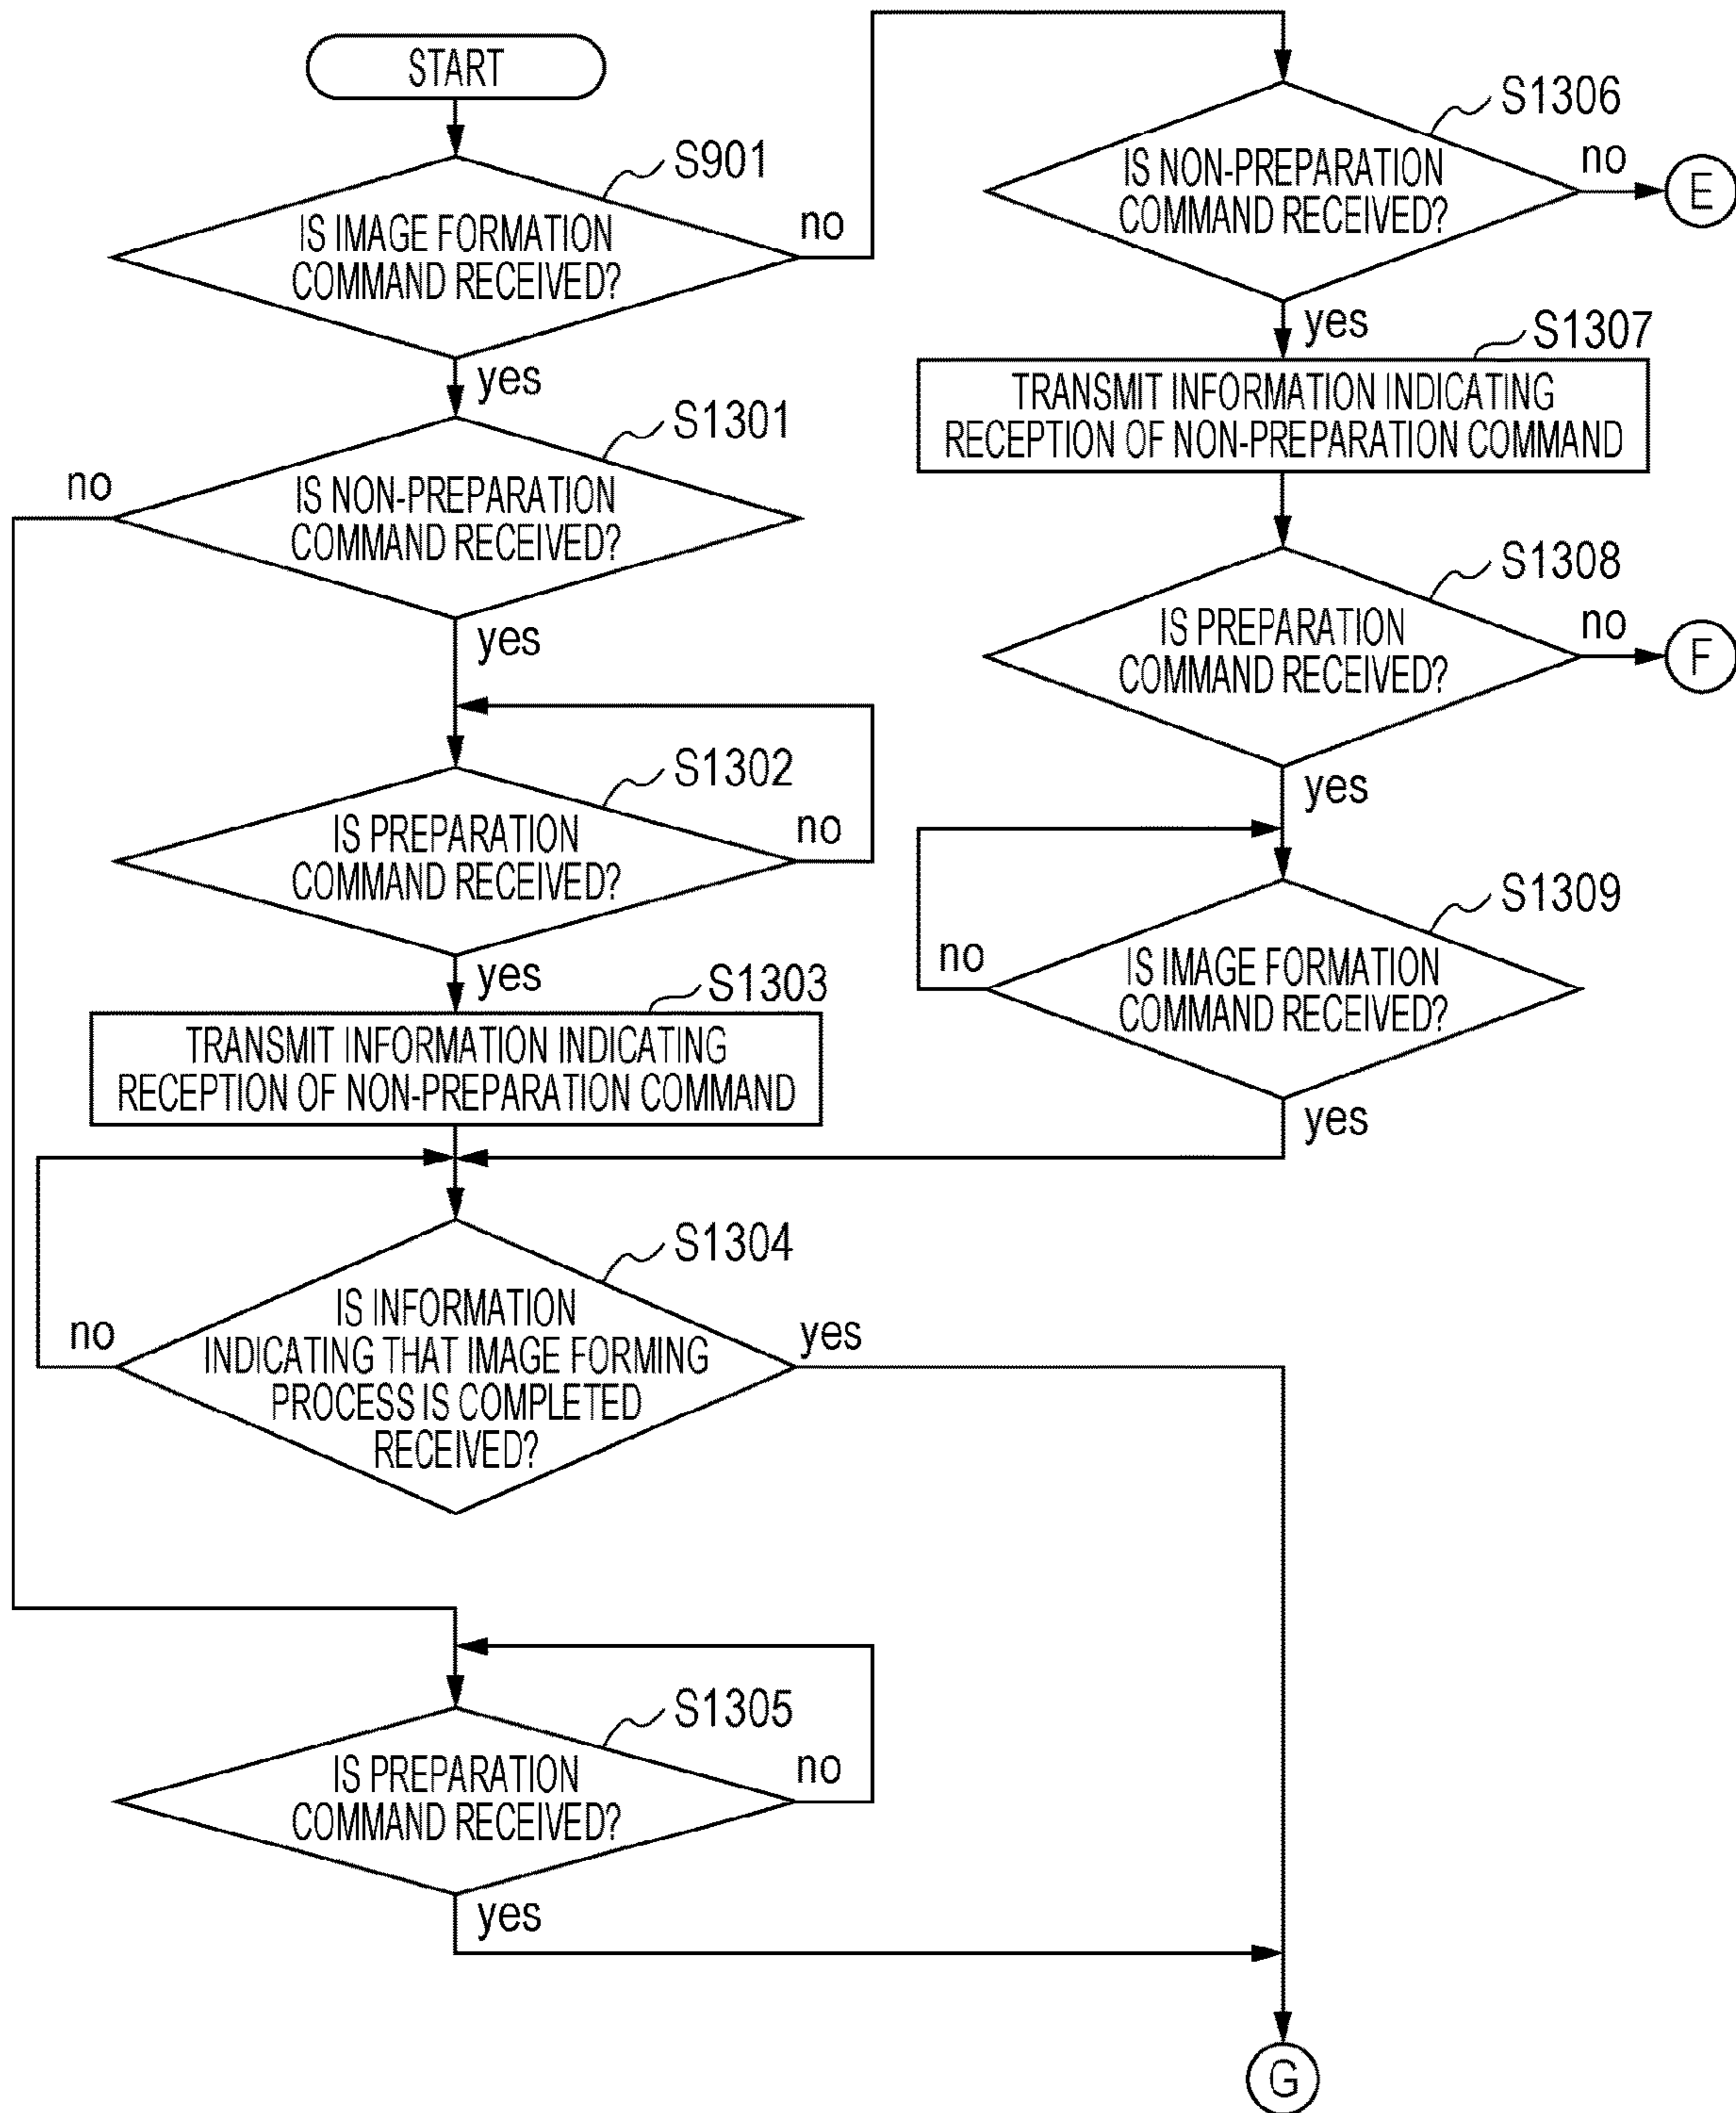 START
S901
IS IMAGE FORMATION
COMMAND RECEIVED?
no
yes
S1301
no
IS NON-PREPARATION
COMMAND RECEIVED?
yes
S1302
IS PREPARATION
COMMAND RECEIVED?
no
yes
S1303
TRANSMIT INFORMATION INDICATING
RECEPTION OF NON-PREPARATION COMMAND
S1304
no
IS INFORMATION
INDICATING THAT IMAGE FORMING
PROCESS IS COMPLETED
RECEIVED?
yes
S1305
IS PREPARATION
COMMAND RECEIVED?
no
yes
S1306
IS NON-PREPARATION
COMMAND RECEIVED?
no
E
yes
S1307
TRANSMIT INFORMATION INDICATING
RECEPTION OF NON-PREPARATION COMMAND
S1308
IS PREPARATION
COMMAND RECEIVED?
no
F
yes
S1309
no
IS IMAGE FORMATION
COMMAND RECEIVED?
yes
G